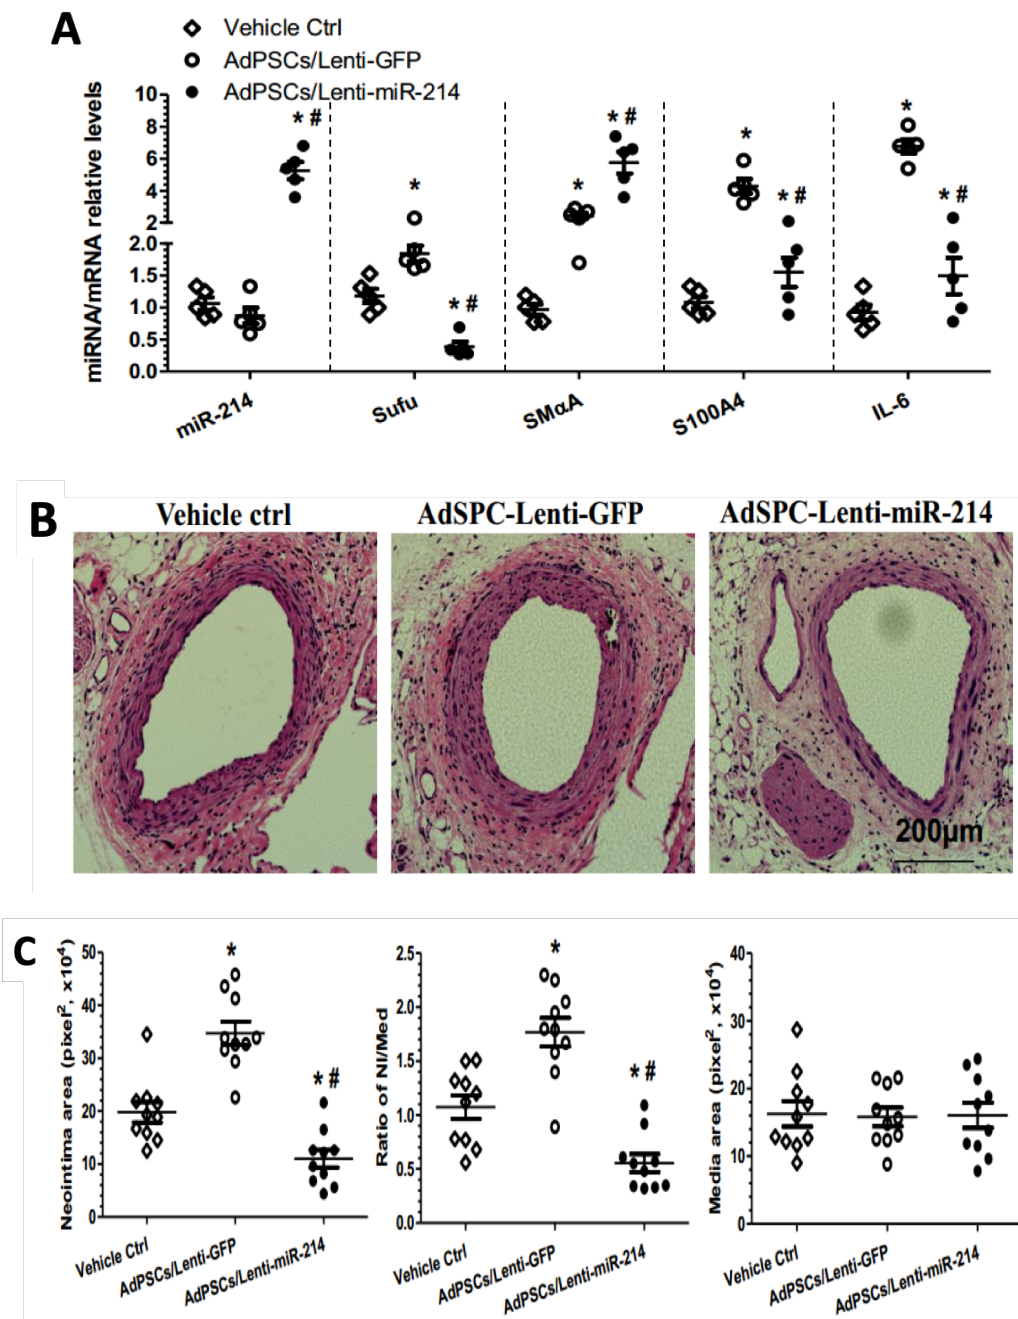 A
Vehicle Ctrl
AdPSCs/Lenti-GFP
AdPSCs/Lenti-miR-214
miRNA/mRNA relative levels
10
8
6
4
2
2.0
1.5
1.0
0.5
0.0
* #
*
* #
*
* #
*
* #
*
* #
miR-214
Sufu
SMαA
S100A4
IL-6
B
Vehicle ctrl
AdSPC-Lenti-GFP
AdSPC-Lenti-miR-214
200μm
C
Neointima area (pixel², x10⁴)
50
40
30
20
10
0
*
* #
Vehicle Ctrl
AdPSCs/Lenti-GFP
AdPSCs/Lenti-miR-214
Ratio of NI/Med
2.5
2.0
1.5
1.0
0.5
0.0
*
* #
Vehicle Ctrl
AdPSCs/Lenti-GFP
AdPSCs/Lenti-miR-214
Media area (pixel², x10⁴)
40
30
20
10
0
Vehicle Ctrl
AdPSCs/Lenti-GFP
AdPSCs/Lenti-miR-214